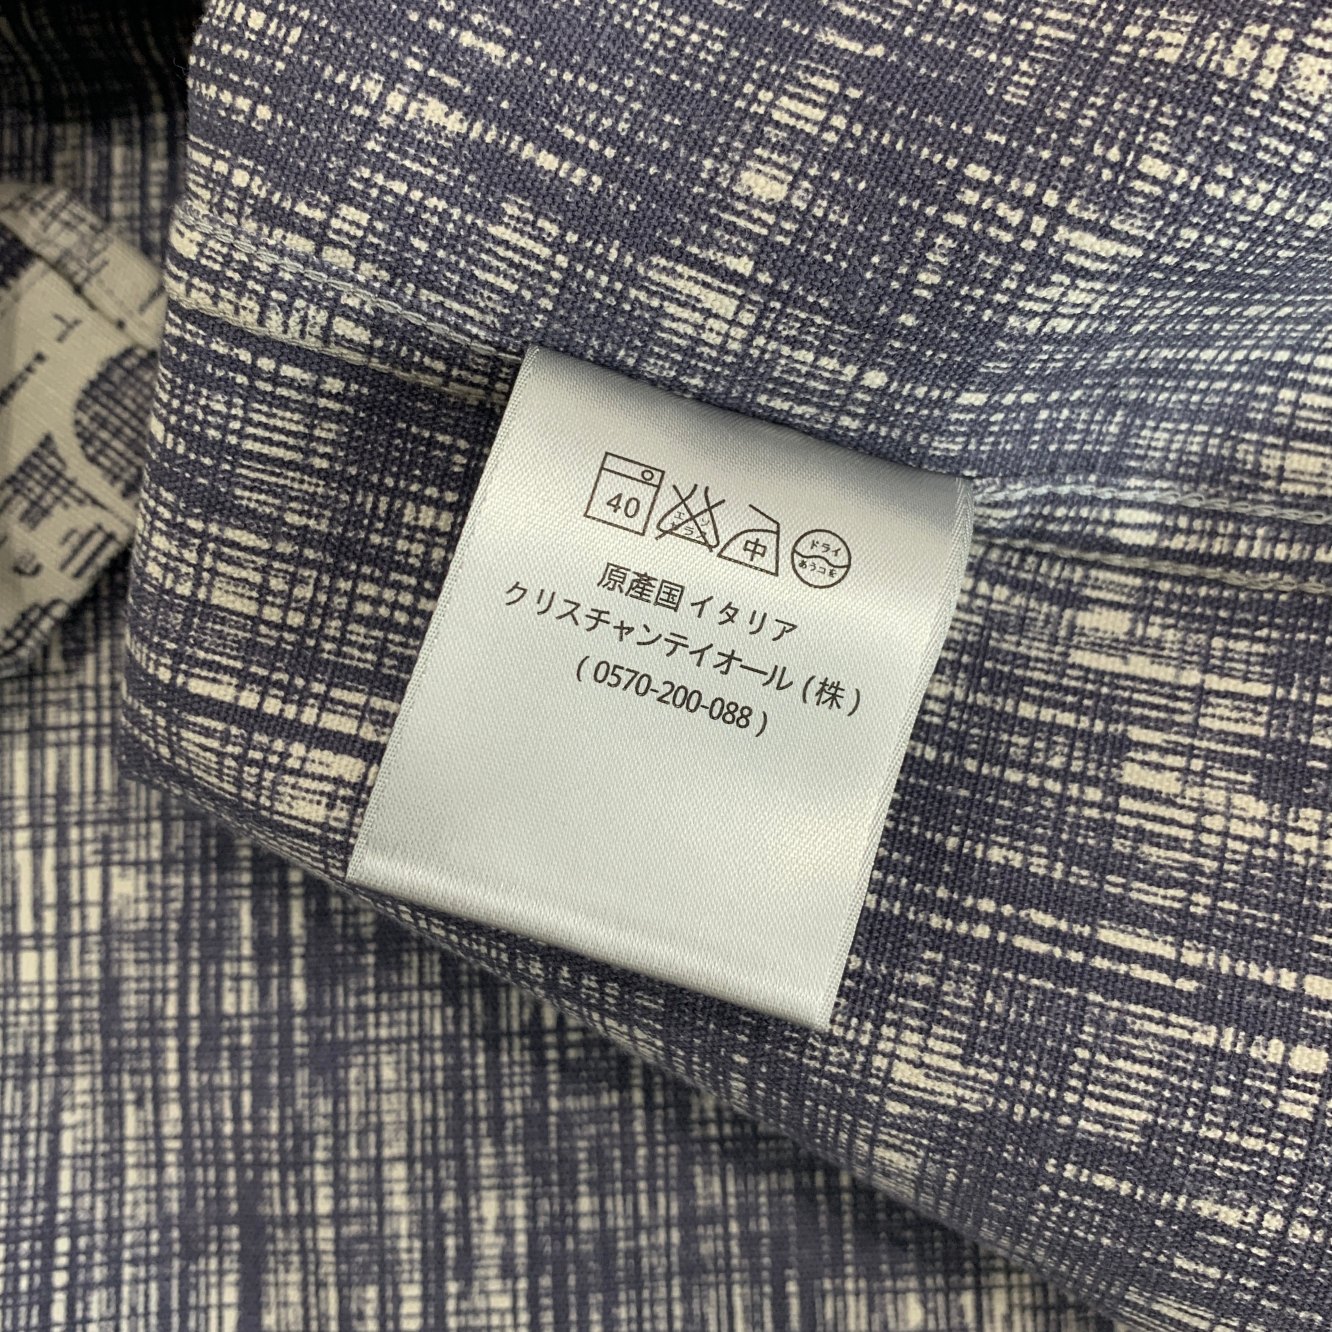 40
中
ドライ
原產国 イタリア
クリスチャンテイオール ( 株 )
( 0570-200-088 )